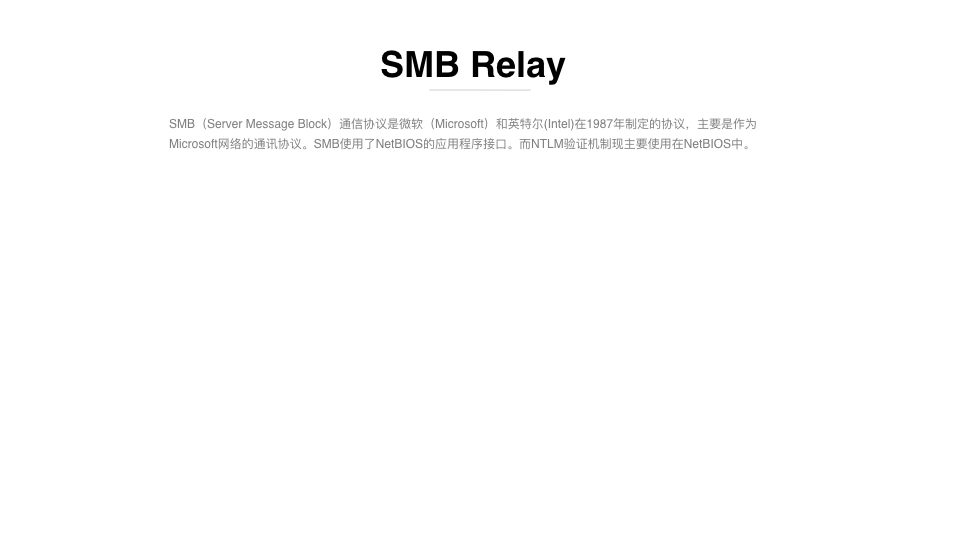 SMB Relay
SMB（Server Message Block）通信协议是微软（Microsoft）和英特尔(Intel)在1987年制定的协议，主要是作为
Microsoft网络的通讯协议。SMB使用了NetBIOS的应用程序接口。而NTLM验证机制现主要使用在NetBIOS中。